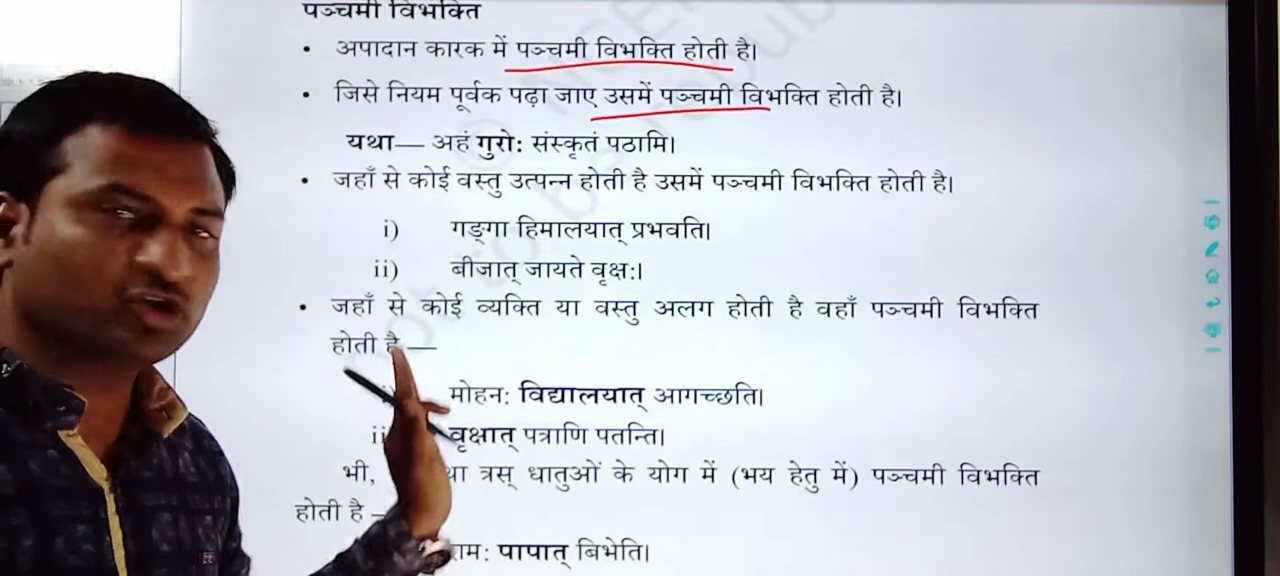 पञ्चमी विभक्ति
• अपादान कारक में पञ्चमी विभक्ति होती है।
• जिसे नियम पूर्वक पढ़ा जाए उसमें पञ्चमी विभक्ति होती है।
यथा— अहं गुरोः संस्कृतं पठामि।
• जहाँ से कोई वस्तु उत्पन्न होती है उसमें पञ्चमी विभक्ति होती है।
i) गङ्गा हिमालयात् प्रभवति।
ii) बीजात् जायते वृक्षः।
• जहाँ से कोई व्यक्ति या वस्तु अलग होती है वहाँ पञ्चमी विभक्ति
होती है —
मोहनः विद्यालयात् आगच्छति।
वृक्षात् पत्राणि पतन्ति।
भी, त्रस् धातुओं के योग में (भय हेतु में) पञ्चमी विभक्ति
होती है
पापात् बिभेति।